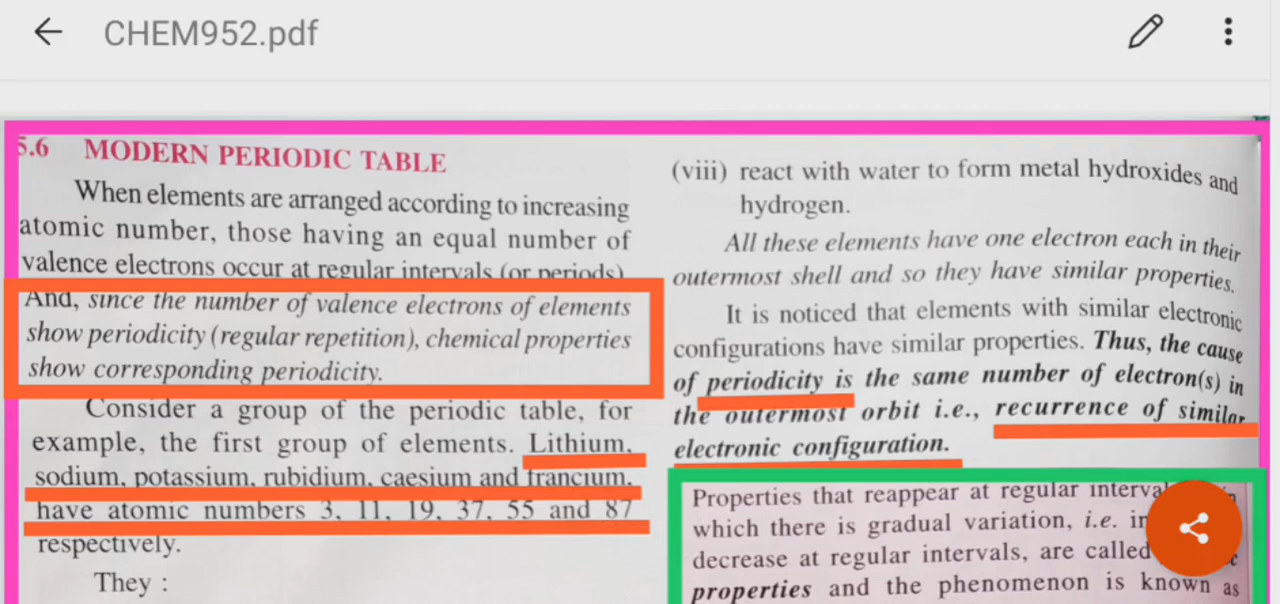 CHEM952.pdf
5.6 MODERN PERIODIC TABLE
When elements are arranged according to increasing
atomic number, those having an equal number of
valence electrons occur at regular intervals (or periods).
And, since the number of valence electrons of elements
show periodicity (regular repetition), chemical properties
show corresponding periodicity.
Consider a group of the periodic table, for
example, the first group of elements. Lithium,
sodium, potassium, rubidium, caesium and francium,
have atomic numbers 3, 11, 19, 37, 55 and 87
respectively.
They :
(viii) react with water to form metal hydroxides and
hydrogen.
All these elements have one electron each in their
outermost shell and so they have similar properties.
It is noticed that elements with similar electronic
configurations have similar properties. Thus, the cause
of periodicity is the same number of electron(s) in
the outermost orbit i.e., recurrence of similar
electronic configuration.
Properties that reappear at regular
which there is gradual variation, i.e.
decrease at regular intervals, are called
properties and the phenomenon is known as